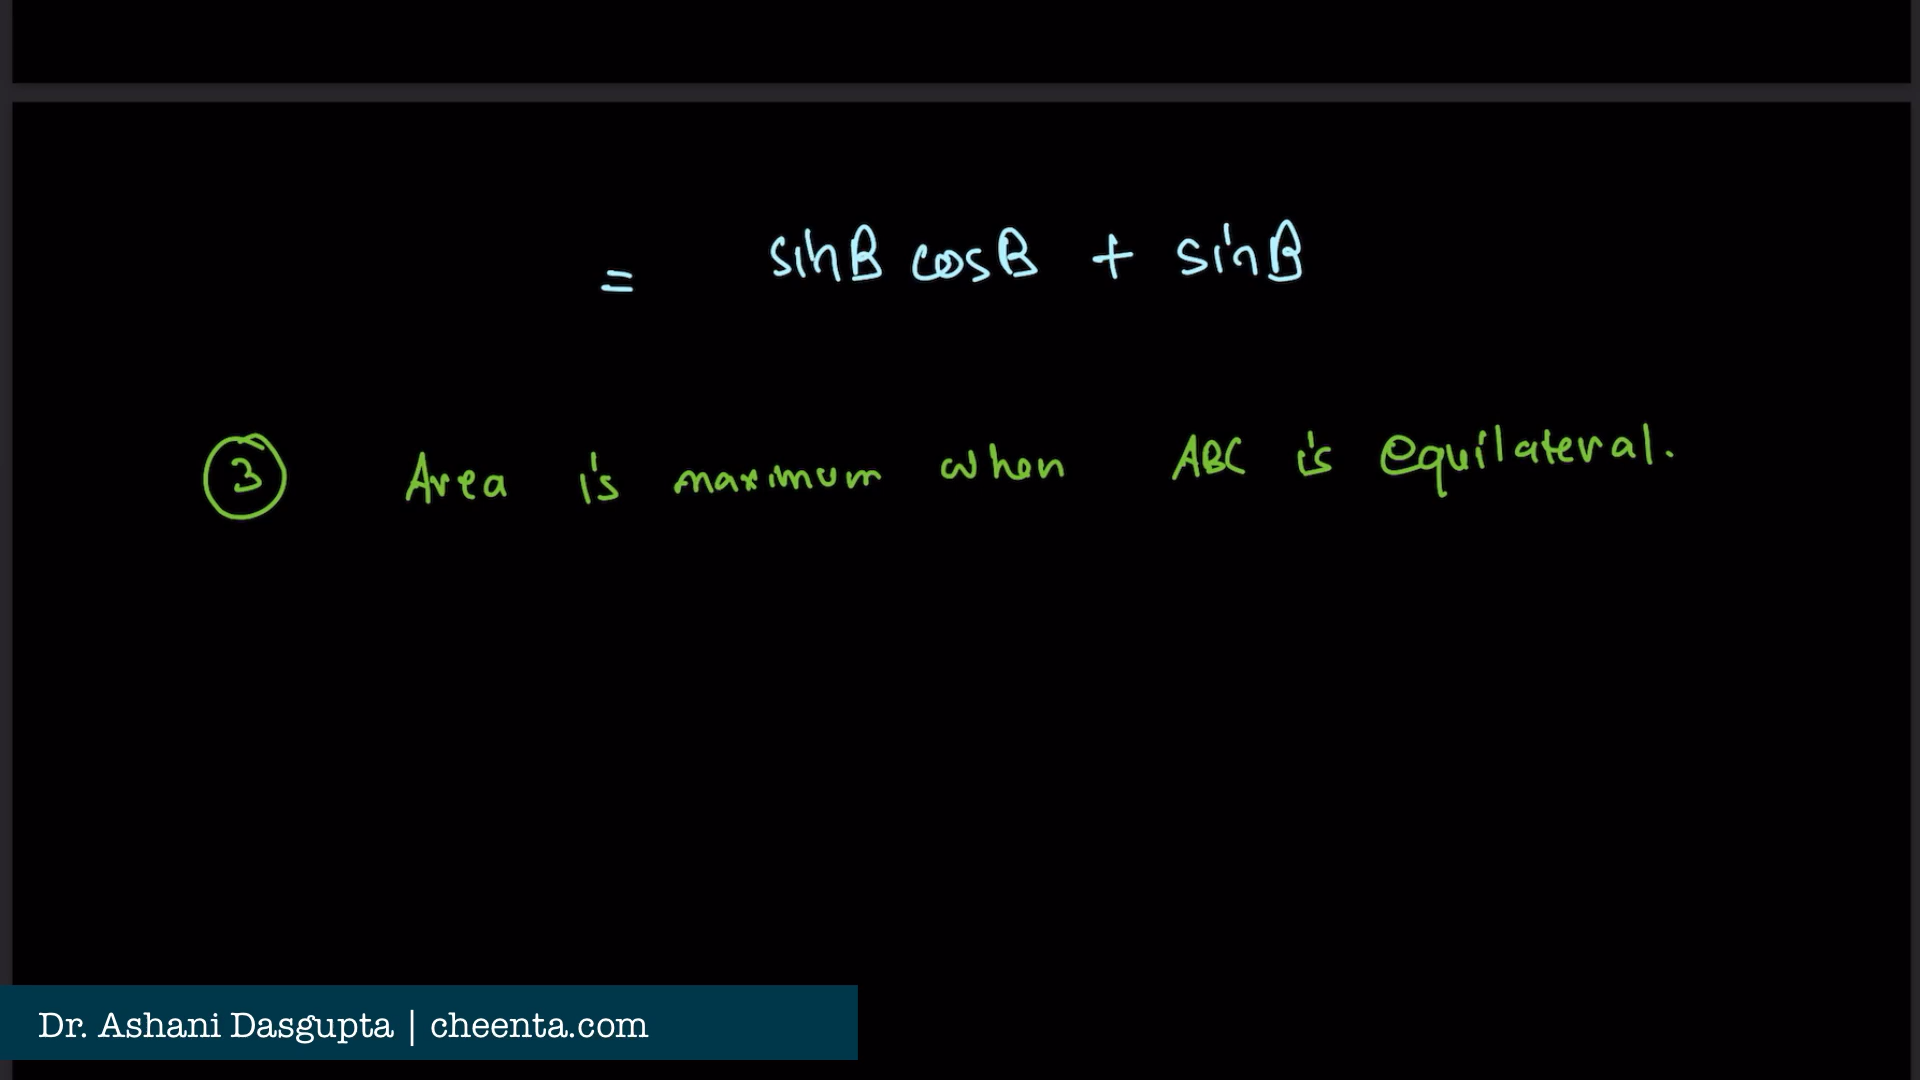 = sinB cosB + sinB
3 Area is maximum when ABC is equilateral.
Dr. Ashani Dasgupta | cheenta.com